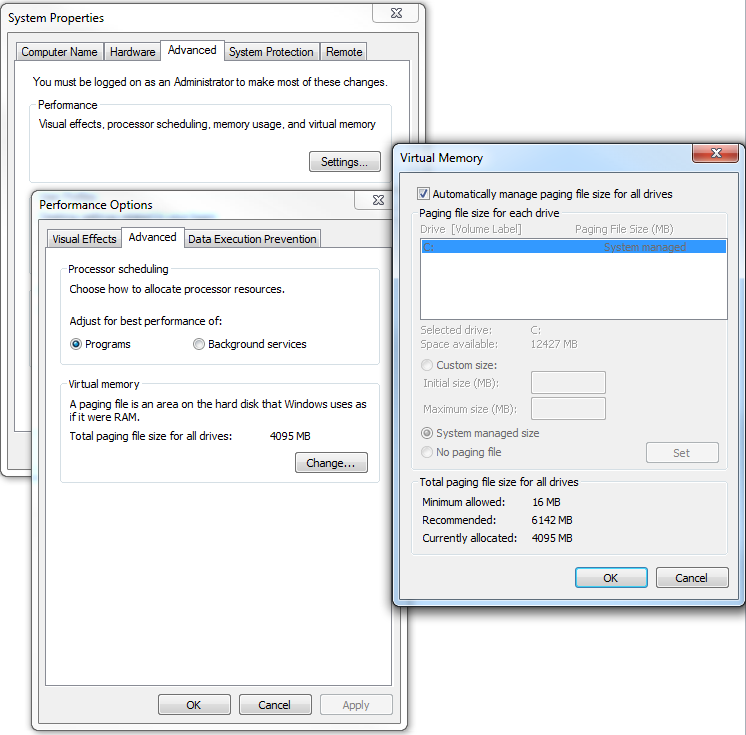 System Properties
Computer Name Hardware Advanced System Protection Remote
You must be logged on as an Administrator to make most of these changes.
Performance
Visual effects, processor scheduling, memory usage, and virtual memory
Settings...
Performance Options
Visual Effects Advanced Data Execution Prevention
Processor scheduling
Choose how to allocate processor resources.
Adjust for best performance of:
Programs Background services
Virtual memory
A paging file is an area on the hard disk that Windows uses as
if it were RAM.
Total paging file size for all drives: 4095 MB
Change...
OK Cancel Apply
Virtual Memory
Automatically manage paging file size for all drives
Paging file size for each drive
Drive [Volume Label] Paging File Size (MB)
C: System managed
Selected drive: C:
Space available: 12427 MB
Custom size:
Initial size (MB):
Maximum size (MB):
System managed size
No paging file Set
Total paging file size for all drives
Minimum allowed: 16 MB
Recommended: 6142 MB
Currently allocated: 4095 MB
OK Cancel